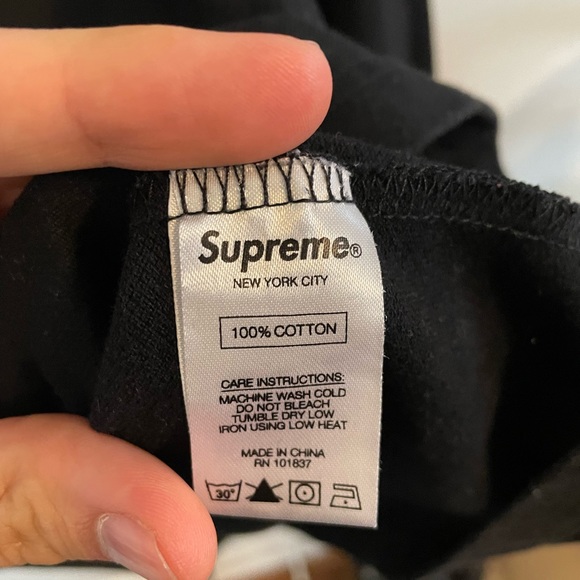 Supreme®
NEW YORK CITY
100% COTTON
CARE INSTRUCTIONS:
MACHINE WASH COLD
DO NOT BLEACH
TUMBLE DRY LOW
IRON USING LOW HEAT
MADE IN CHINA
RN 101837
30°